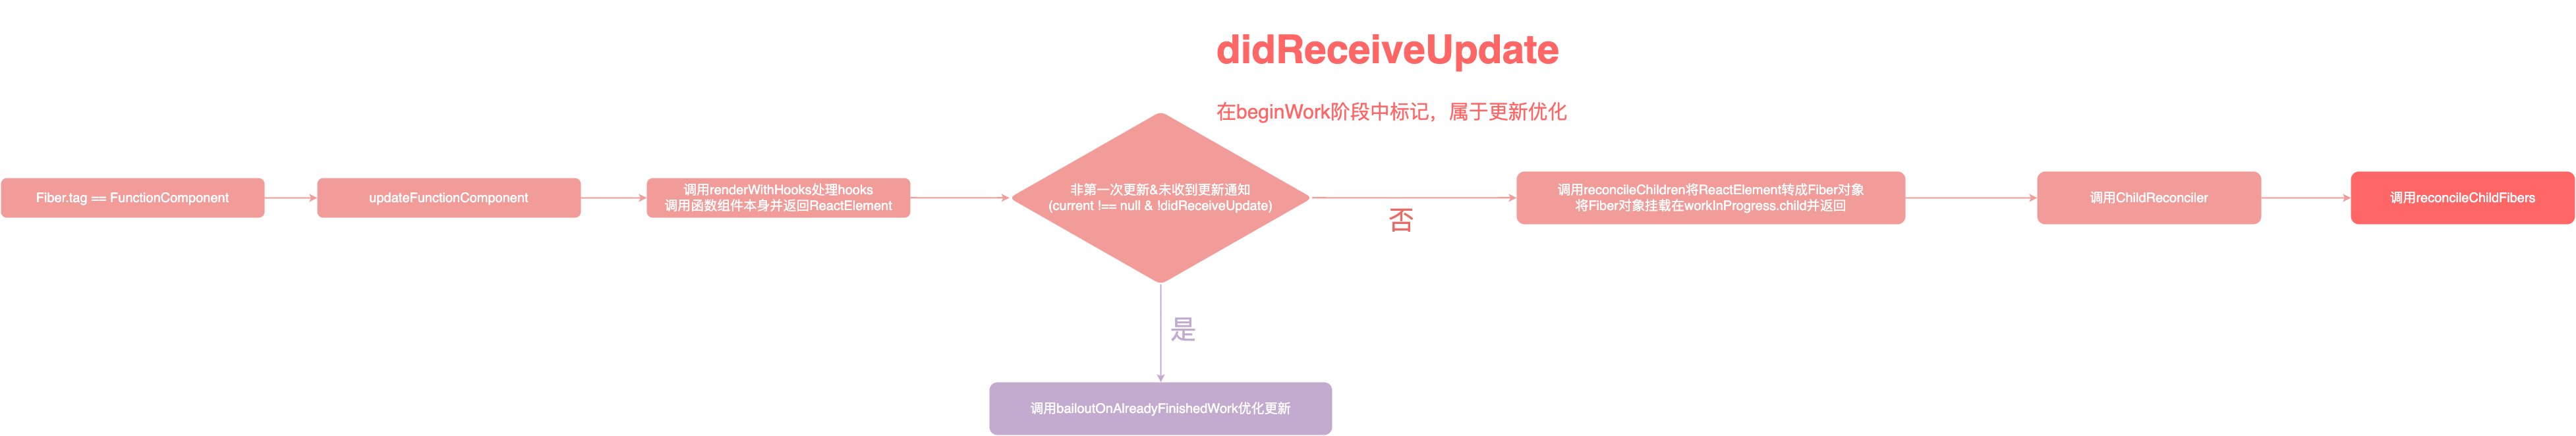 didReceiveUpdate
在beginWork阶段中标记，属于更新优化
Fiber.tag == FunctionComponent
updateFunctionComponent
调用renderWithHooks处理hooks
调用函数组件本身并返回ReactElement
非第一次更新&未收到更新通知
(current !== null & !didReceiveUpdate)
否
调用reconcileChildren将ReactElement转成Fiber对象
将Fiber对象挂载在workInProgress.child并返回
调用ChildReconciler
调用reconcileChildFibers
是
调用bailoutOnAlreadyFinishedWork优化更新